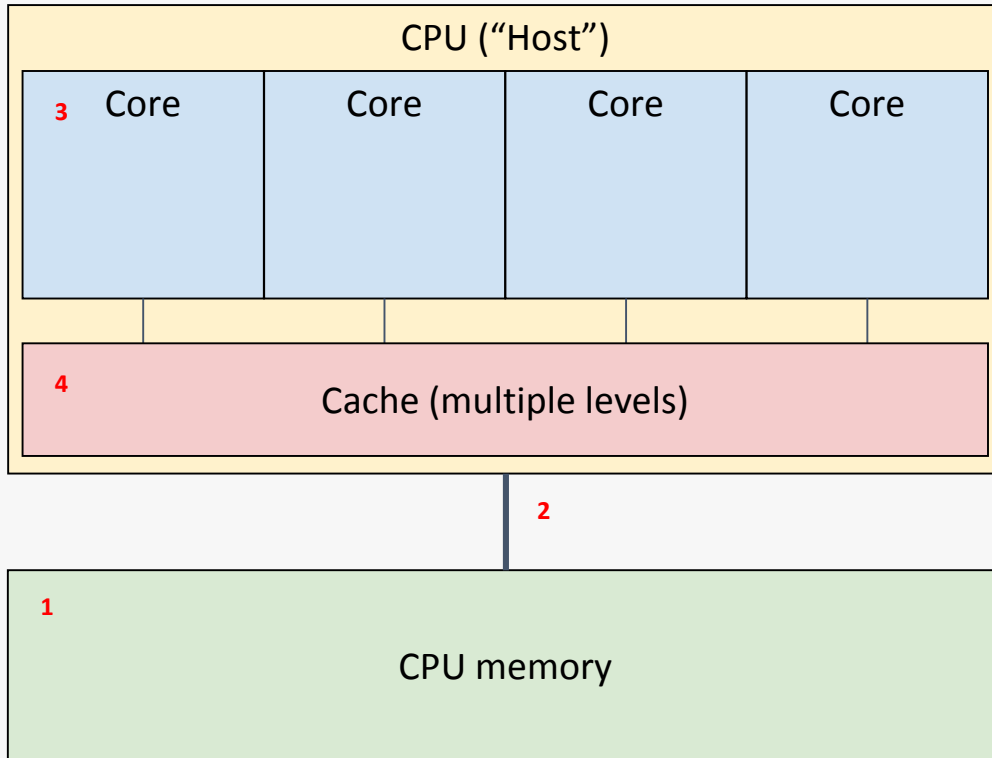 CPU (“Host”)
3
Core
Core
Core
Core
4
Cache (multiple levels)
2
1
CPU memory